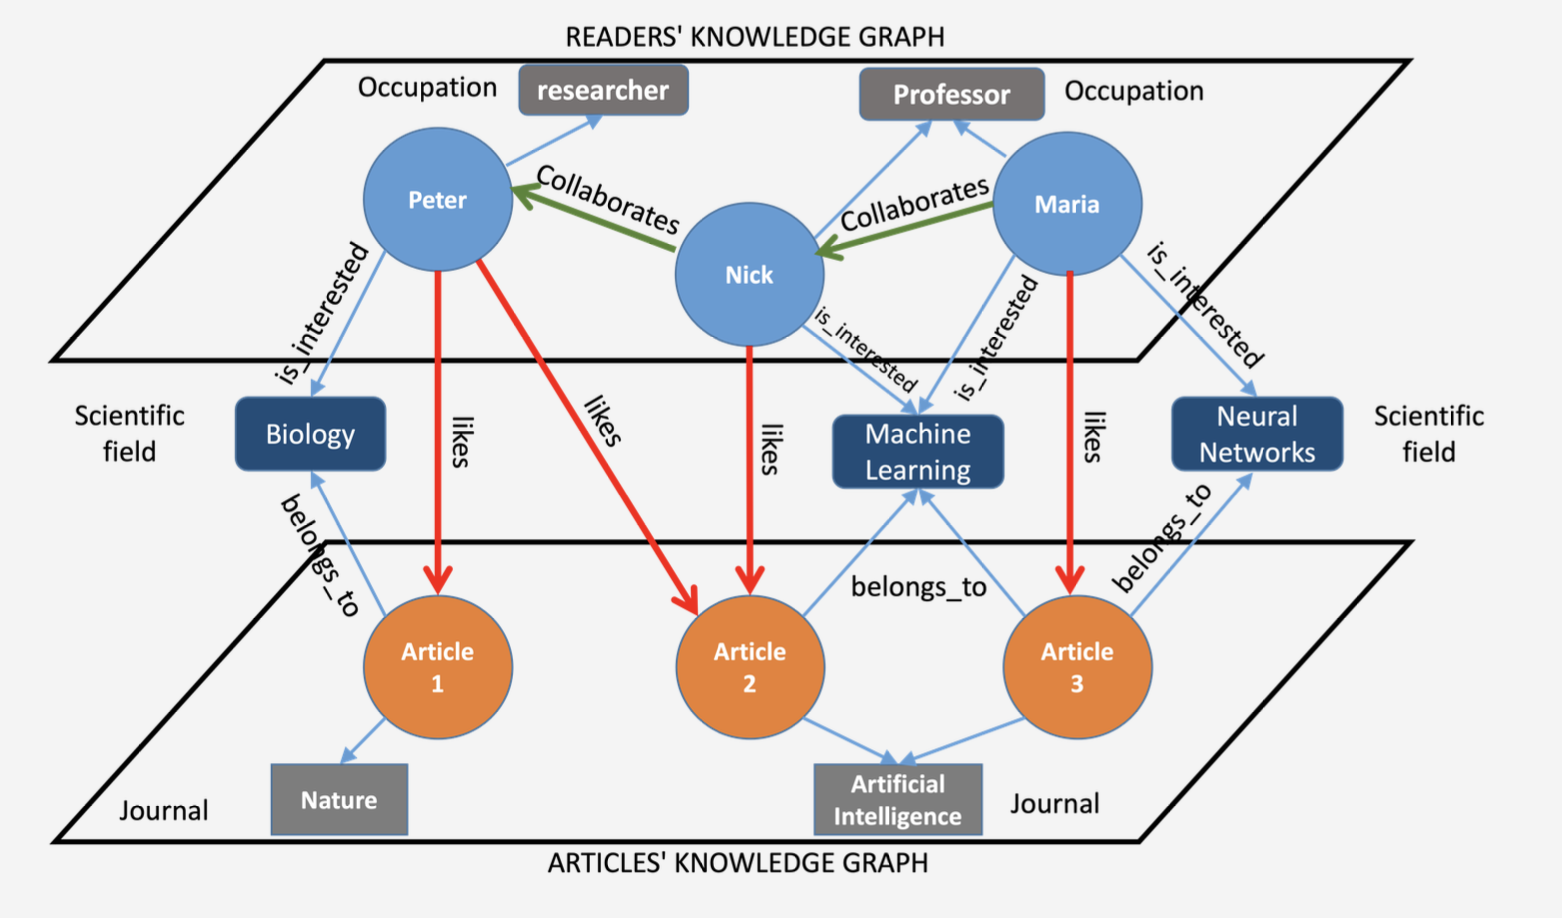 READERS' KNOWLEDGE GRAPH
Occupation
researcher
Professor
Occupation
Peter
Collaborates
Nick
Collaborates
Maria
is_interested
is_interested
is_interested
is_interested
Scientific
field
Biology
likes
likes
likes
Machine
Learning
likes
Neural
Networks
Scientific
field
belongs_to
belongs_to
belongs_to
Article
1
Article
2
Article
3
Journal
Nature
Artificial
Intelligence
Journal
ARTICLES' KNOWLEDGE GRAPH